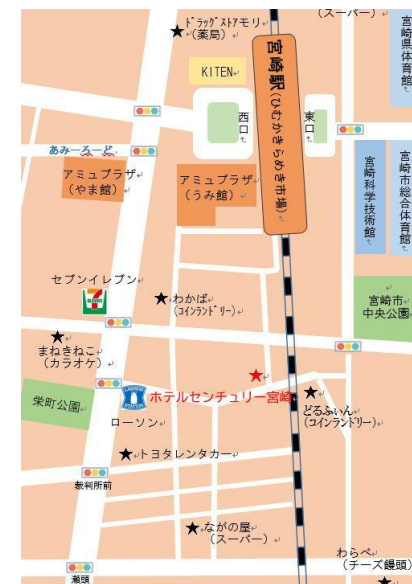 (スーパー)
ドラッグストアモリ
(薬局)
宮崎県体育館
KITEN
宮崎駅(ひむかきらめき市場)
西口
東口
あみーろーど
アミュプラザ
(やま館)
アミュプラザ
(うみ館)
宮崎科学技術館
宮崎市総合体育館
セブンイレブン
わかば
(コインランドリー)
宮崎市
中央公園
まねきねこ
(カラオケ)
栄町公園
LAWSON
STATION
ホテルセンチュリー宮崎
どるふぃん
(コインランドリー)
ローソン
トヨタレンタカー
裁判所前
ながの屋
(スーパー)
わらべ
(チーズ饅頭)
瀬頭